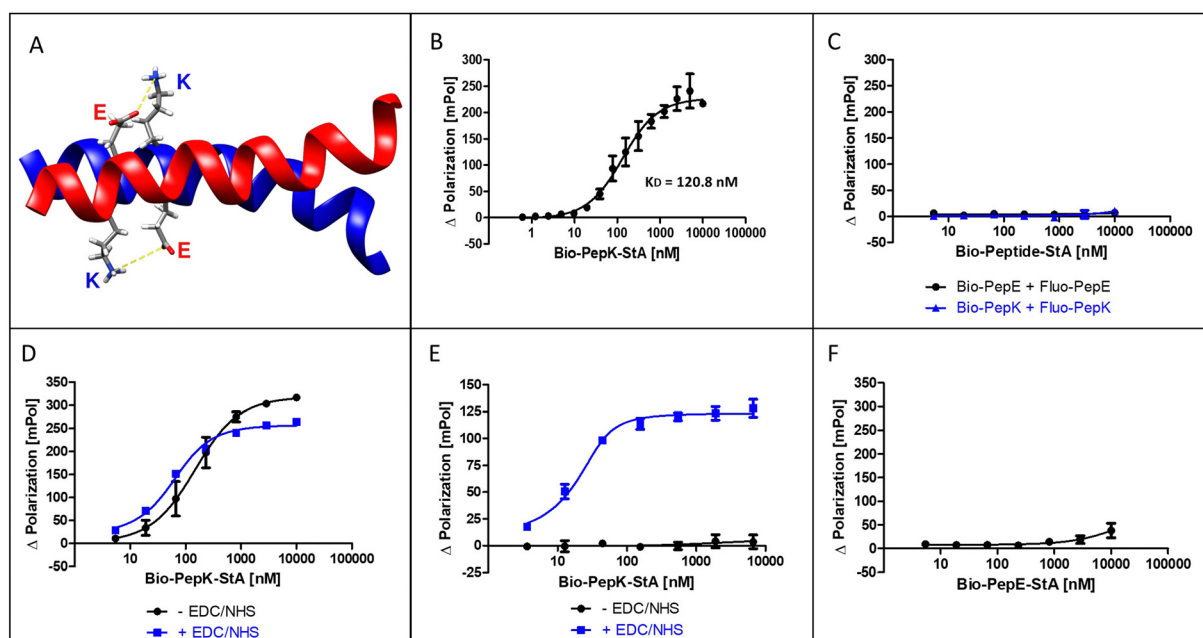 A
K
E
E
K
B
Δ Polarization [mPol]
300
250
200
150
100
50
0
-50
KD = 120.8 nM
1 1 10 100 1000 10000 100000
Bio-PepK-StA [nM]
C
Δ Polarization [mPol]
300
250
200
150
100
50
0
-50
10 100 1000 10000 100000
Bio-Peptide-StA [nM]
Bio-PepE + Fluo-PepE
Bio-PepK + Fluo-PepK
D
Δ Polarization [mPol]
350
300
250
200
150
100
50
0
-50
10 100 1000 10000 100000
Bio-PepK-StA [nM]
- EDC/NHS
+ EDC/NHS
E
Δ Polarization [mPol]
150
125
100
75
50
25
0
-25
10 100 1000 10000
Bio-PepK-StA [nM]
- EDC/NHS
+ EDC/NHS
F
Δ Polarization [mPol]
350
300
250
200
150
100
50
0
-50
10 100 1000 10000 100000
Bio-PepE-StA [nM]